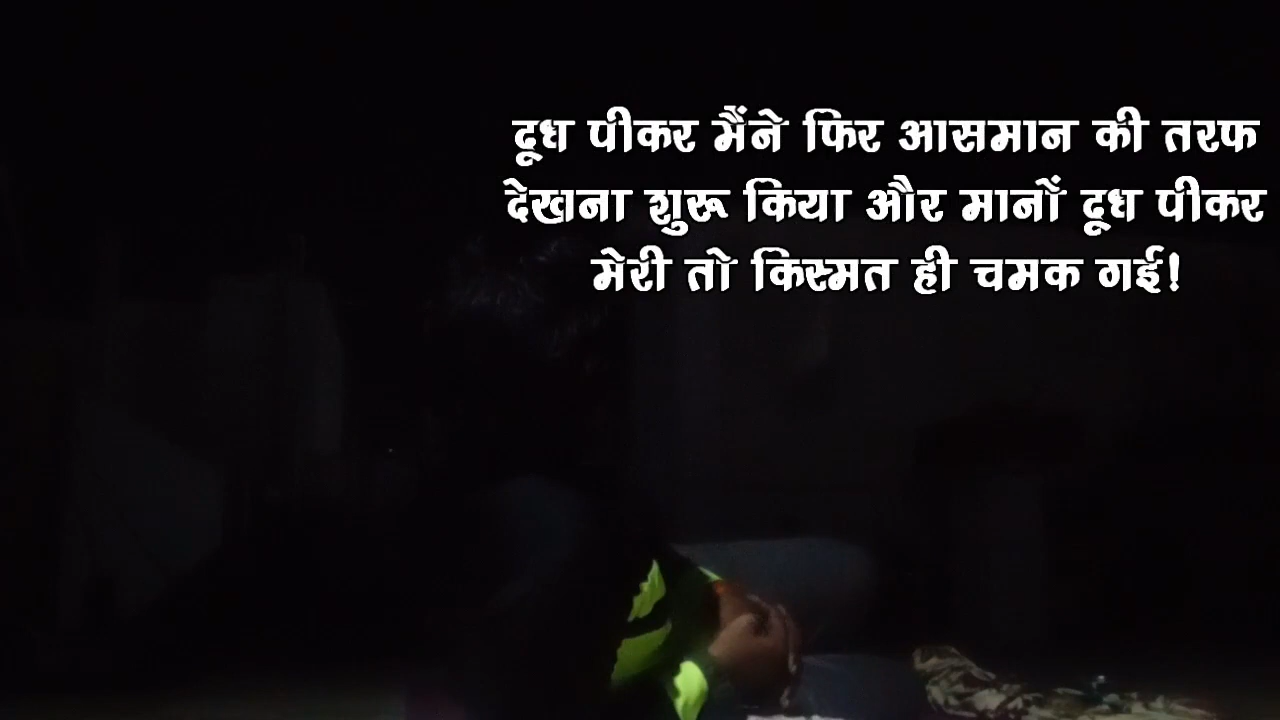 दूध पीकर मैंने फिर आसमान की तरफ
देखना शुरू किया और मानों दूध पीकर
मेरी तो किस्मत ही चमक गई!